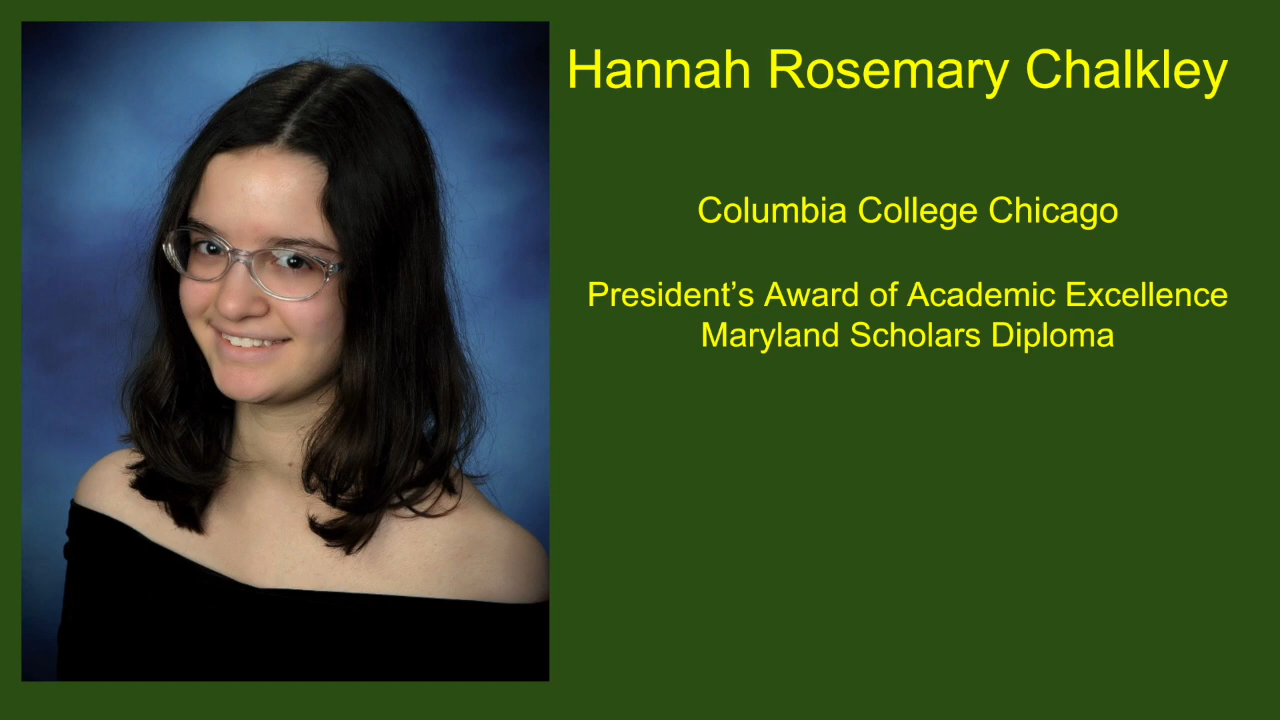 Hannah Rosemary Chalkley
Columbia College Chicago
President’s Award of Academic Excellence
Maryland Scholars Diploma